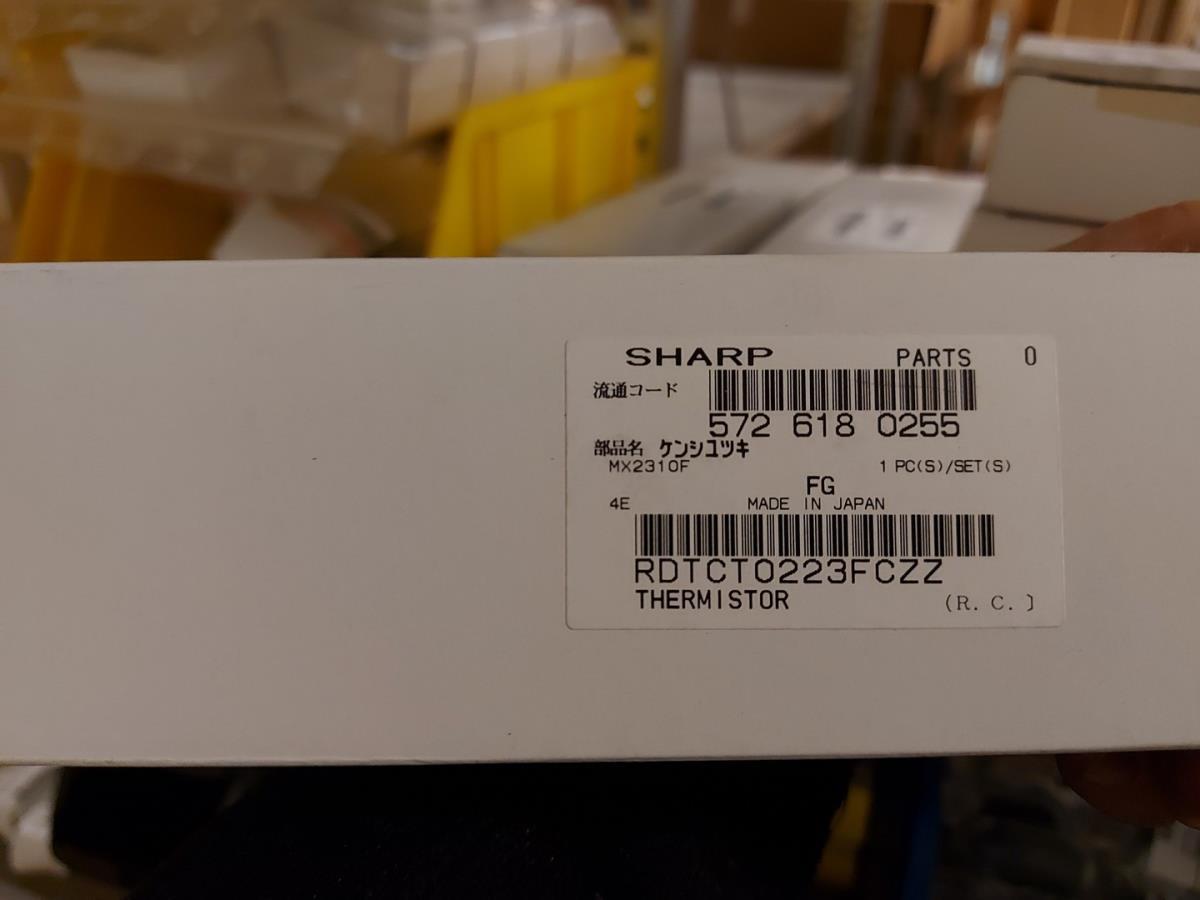 SHARP PARTS 0
流通コード
572 618 0255
部品名 ケンシユツキ
MX2310F 1 PC(S)/SET(S)
FG
4E MADE IN JAPAN
RDTCT0223FCZZ
THERMISTOR (R. C. )